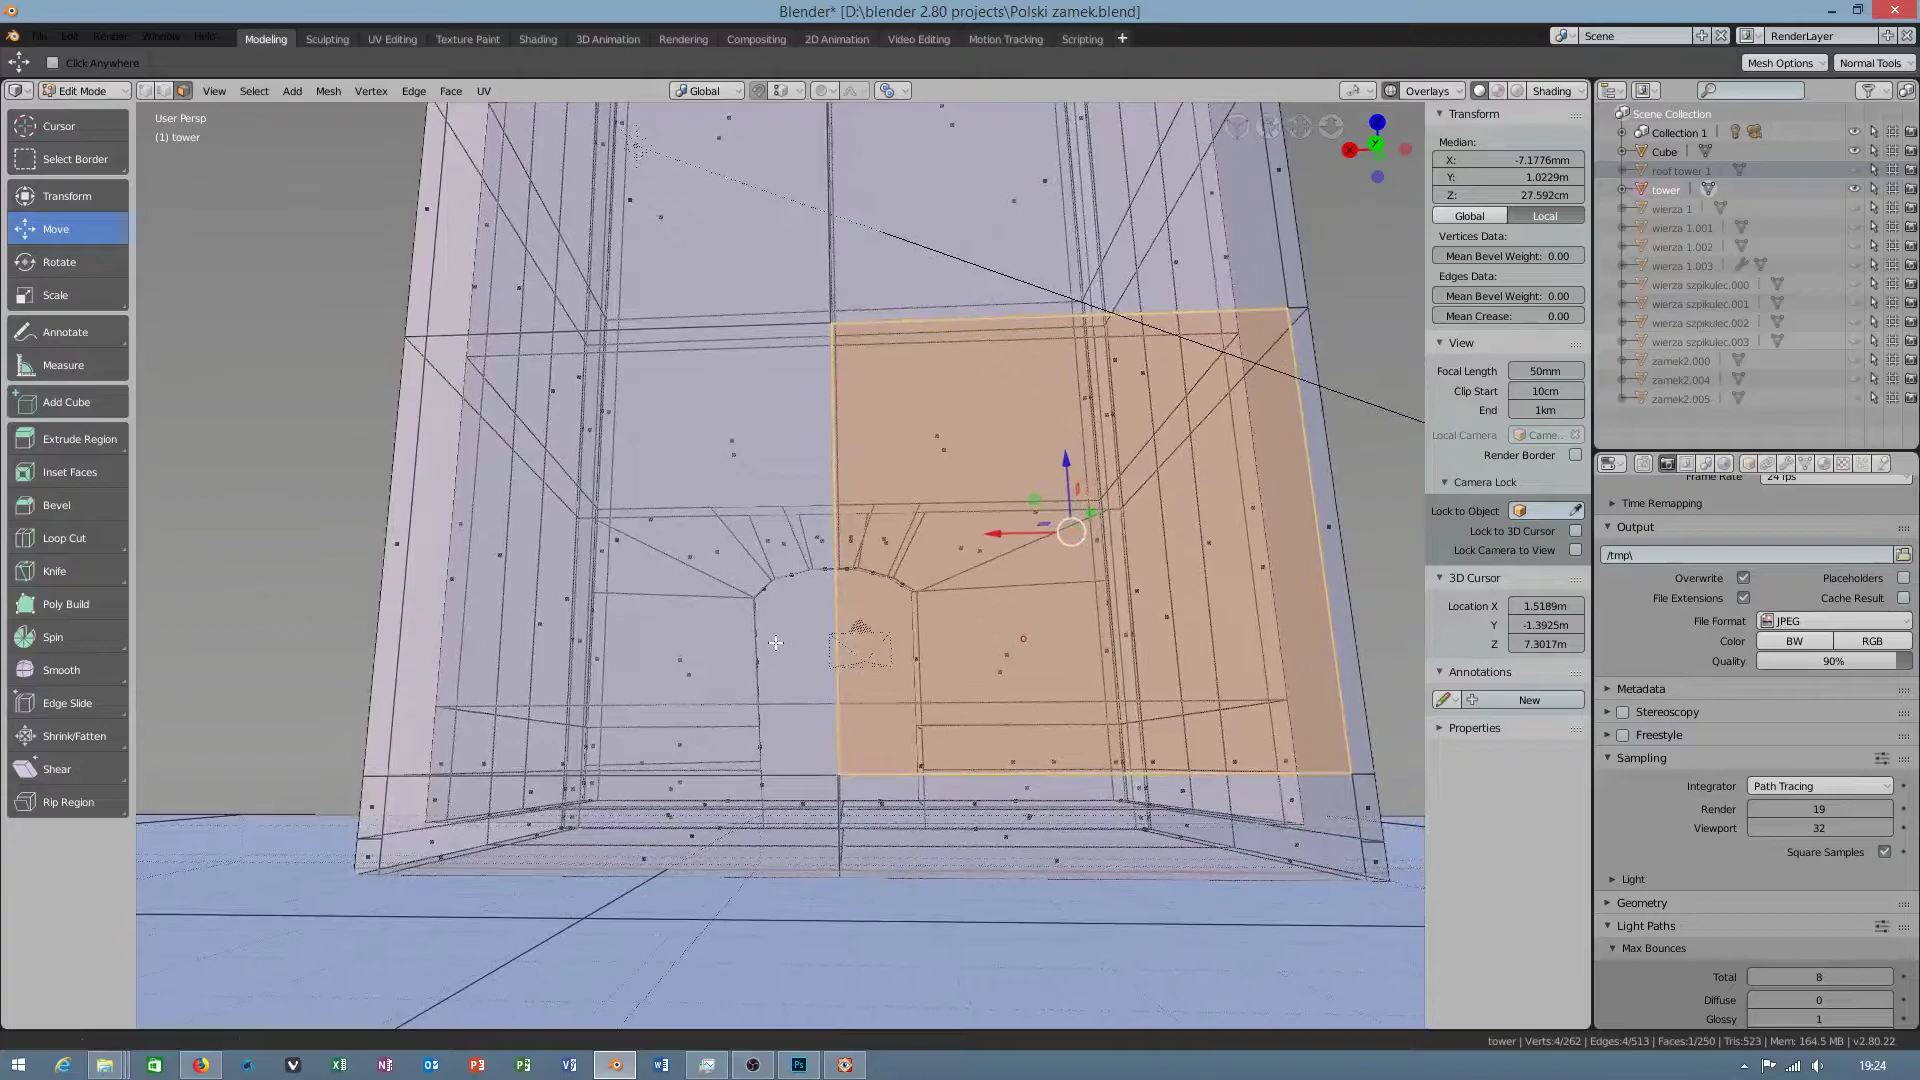 Blender* [D:\blender 2.80 projects\Polski zamek.blend]
File Edit Render Window Help
Modeling Sculpting UV Editing Texture Paint Shading 3D Animation Rendering Compositing 2D Animation Video Editing Motion Tracking Scripting
Scene
RenderLayer
Click Anywhere
Mesh Options
Normal Tools
Edit Mode
View Select Add Mesh Vertex Edge Face UV
Global
Overlays
Shading
User Persp
(1) tower
Cursor
Select Border
Transform
Move
Rotate
Scale
Annotate
Measure
Add Cube
Extrude Region
Inset Faces
Bevel
Loop Cut
Knife
Poly Build
Spin
Smooth
Edge Slide
Shrink/Fatten
Shear
Rip Region
X
Y
Transform
Median:
X: -7.1776mm
Y: 1.0229m
Z: 27.592cm
Global Local
Vertices Data:
Mean Bevel Weight: 0.00
Edges Data:
Mean Bevel Weight: 0.00
Mean Crease: 0.00
View
Focal Length 50mm
Clip Start 10cm
End 1km
Local Camera Came..
Render Border
Camera Lock
Lock to Object
Lock to 3D Cursor
Lock Camera to View
3D Cursor
Location X 1.5189m
Y -1.3925m
Z 7.3017m
Annotations
New
Properties
Scene Collection
Collection 1
Cube
roof tower 1
tower
wierza 1
wierza 1.001
wierza 1.002
wierza 1.003
wierza szpikulec.000
wierza szpikulec.001
wierza szpikulec.002
wierza szpikulec.003
zamek2.000
zamek2.004
zamek2.005
Frame Rate 24 fps
Time Remapping
Output
/tmp\
Overwrite
Placeholders
File Extensions
Cache Result
File Format JPEG
Color BW RGB
Quality 90%
Metadata
Stereoscopy
Freestyle
Sampling
Integrator Path Tracing
Render 19
Viewport 32
Square Samples
Light
Geometry
Light Paths
Max Bounces
Total 8
Diffuse 0
Glossy 1
tower | Verts:4/262 | Edges:4/513 | Faces:1/250 | Tris:523 | Mem: 164.5 MB | v2.80.22
19:24